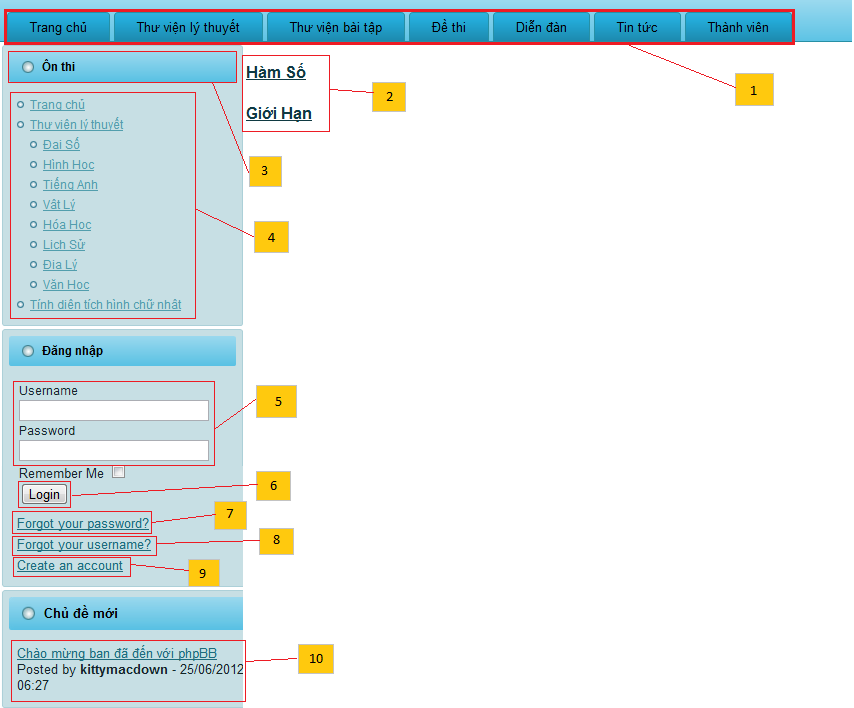 Trang chủ Thư viện lý thuyết Thư viện bài tập Đề thi Diễn đàn Tin tức Thành viên
1
Ôn thi
Hàm Số
2
Giới Hạn
3
Trang chủ
Thư viện lý thuyết
Đại Số
Hình Học
Tiếng Anh
Vật Lý
Hóa Học
Lịch Sử
Địa Lý
Văn Học
Tính diện tích hình chữ nhật
4
Đăng nhập
Username
5
Password
Remember Me
Login
6
Forgot your password?
7
Forgot your username?
8
Create an account
9
Chủ đề mới
Chào mừng bạn đã đến với phpBB
Posted by kittymacdown - 25/06/2012
06:27
10